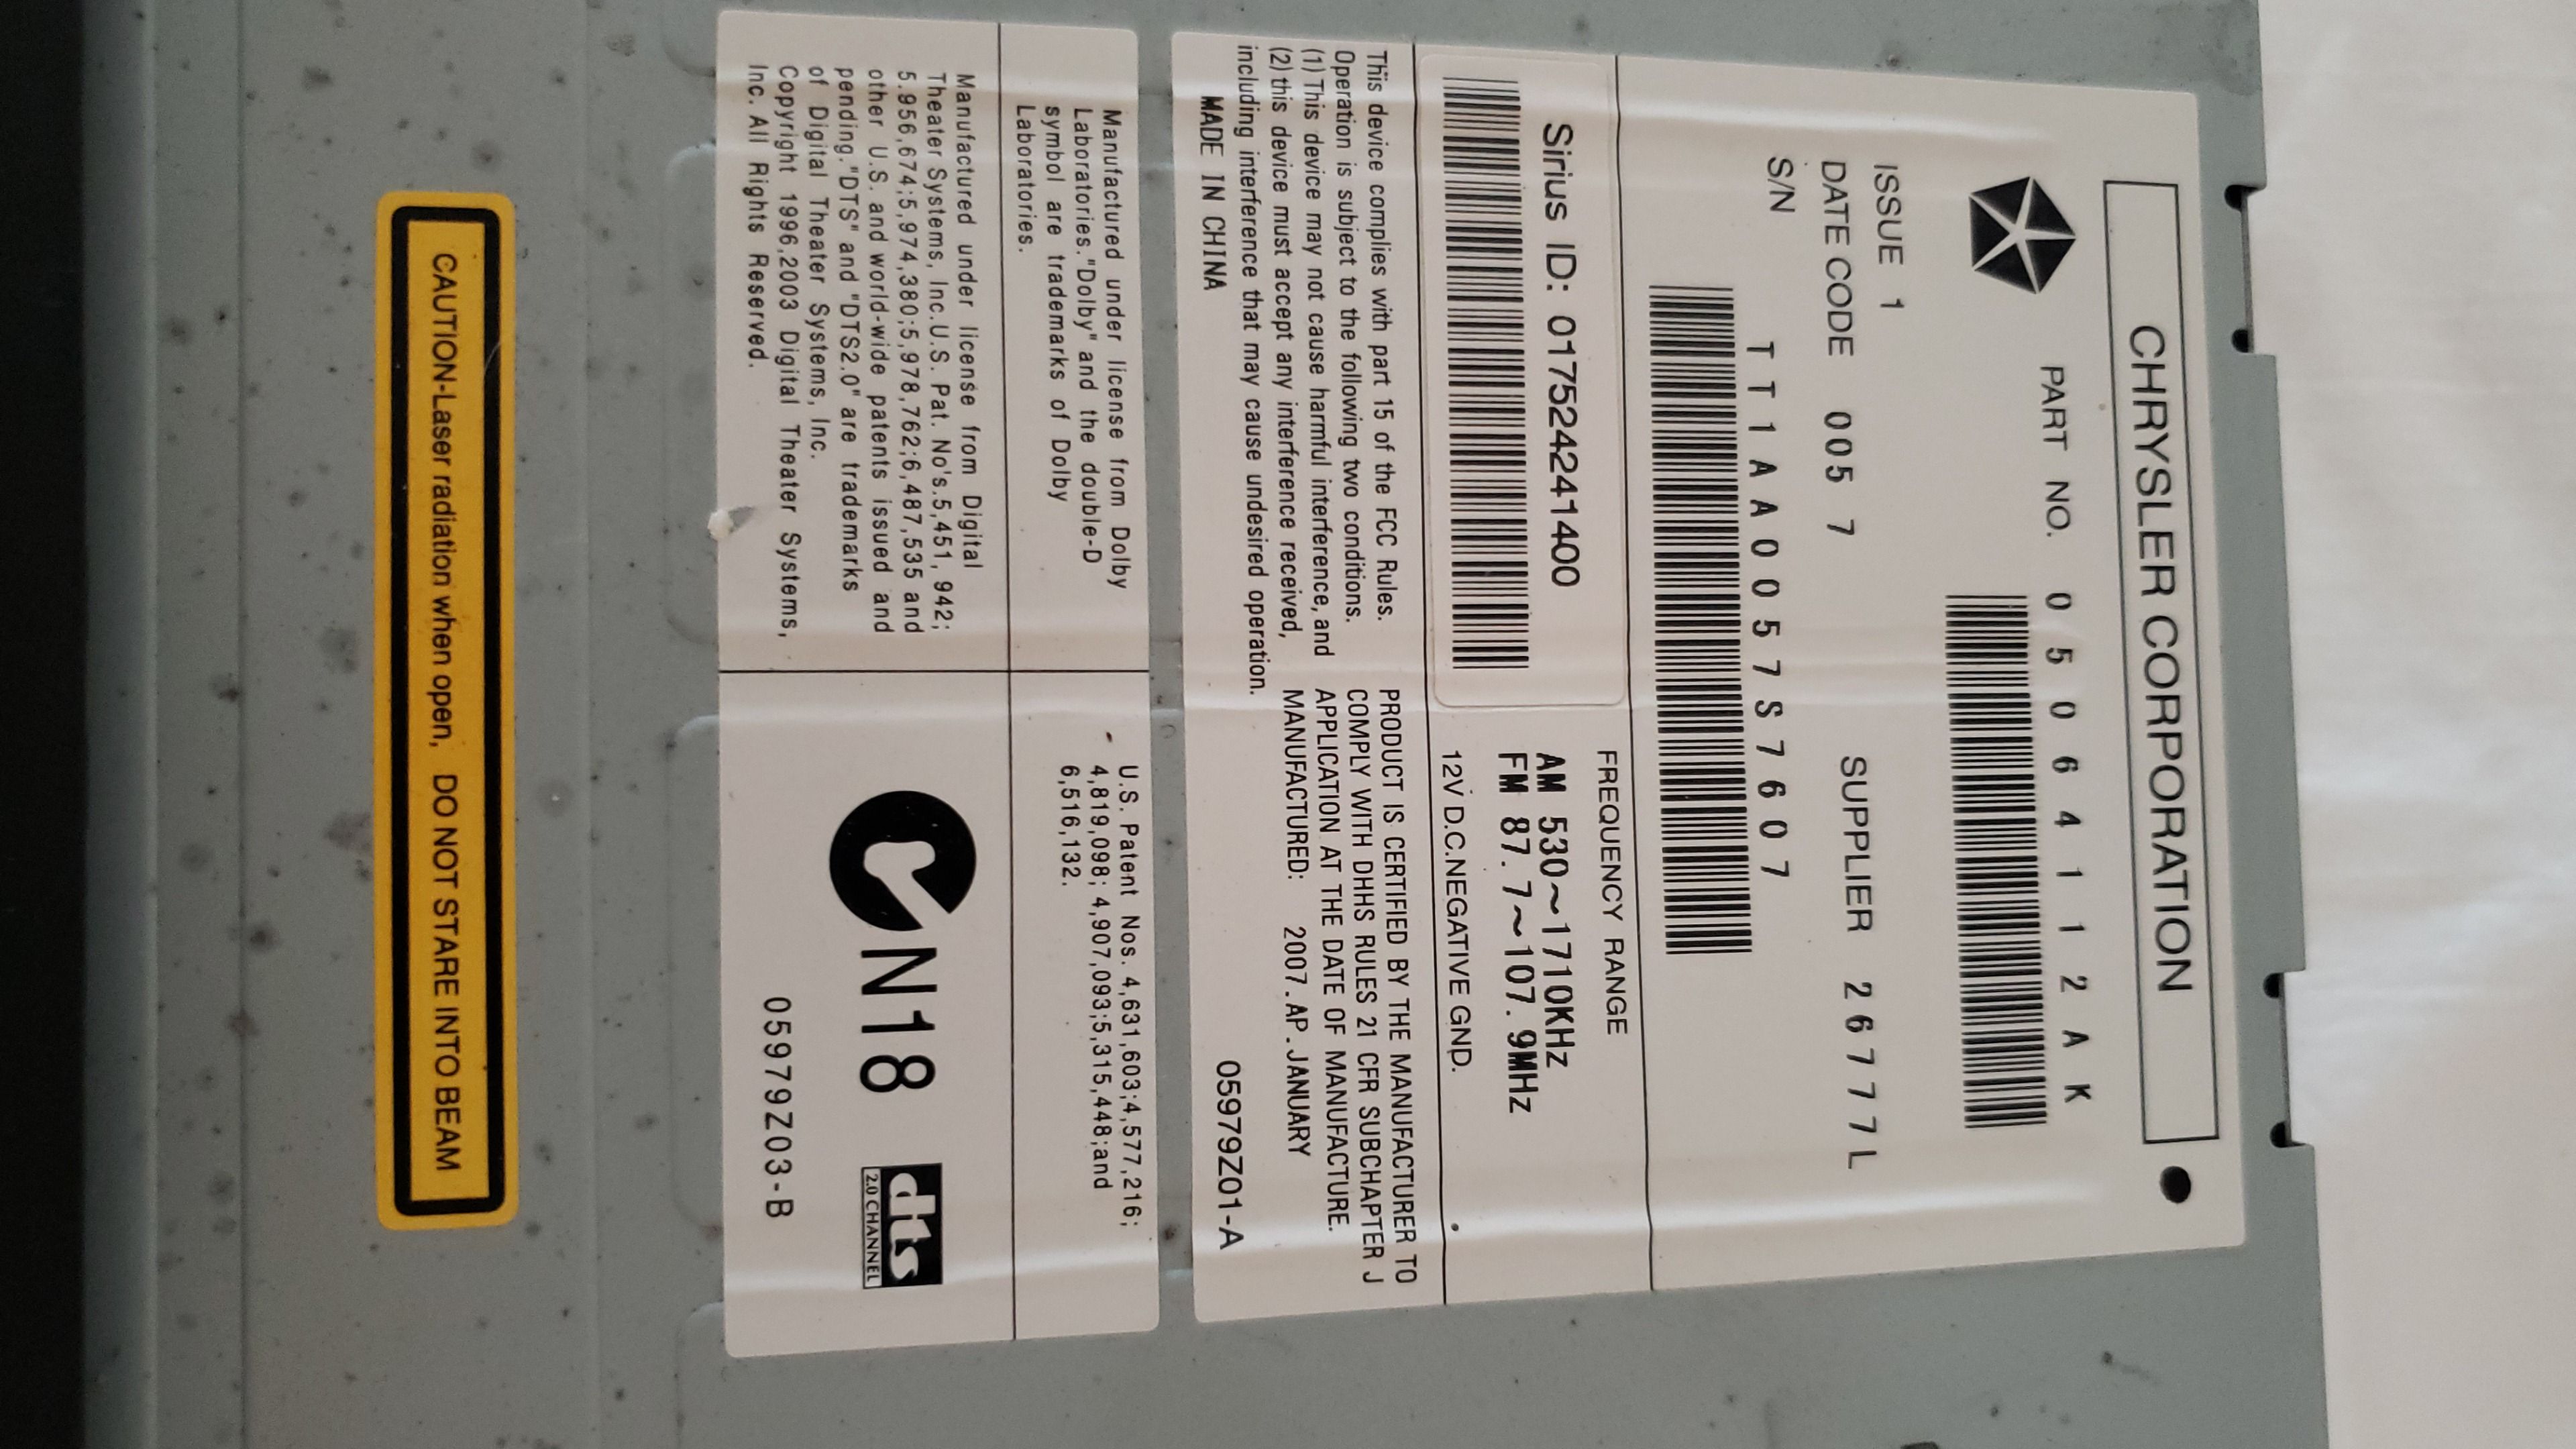 CHRYSLER CORPORATION
PART NO. 05064112AK
ISSUE 1
DATE CODE 005 7 SUPPLIER 26777L
S/N TT1AA0057S7607
Sirius ID: 017524241400
FREQUENCY RANGE
AM 530~1710KHz
FM 87.7~107.9MHz
12V D.C.NEGATIVE GND.
This device complies with part 15 of the FCC Rules.
Operation is subject to the following two conditions.
(1) This device may not cause harmful interference, and
(2) this device must accept any interference received,
including interference that may cause undesired operation.
MADE IN CHINA
PRODUCT IS CERTIFIED BY THE MANUFACTURER TO
COMPLY WITH DHHS RULES 21 CFR SUBCHAPTER J
APPLICATION AT THE DATE OF MANUFACTURE.
MANUFACTURED: 2007.AP.JANUARY
05979Z01-A
Manufactured under license from Dolby
Laboratories."Dolby" and the double-D
symbol are trademarks of Dolby
Laboratories.
U.S. Patent Nos. 4,631,603;4,577,216;
4,819,098; 4,907,093;5,315,448;and
6,516,132.
Manufactured under license from Digital
Theater Systems, Inc.U.S. Pat. No's.5,451, 942;
5.956,674;5,974,380;5,978,762;6,487,535 and
other U.S. and world-wide patents issued and
pending."DTS" and "DTS2.0" are trademarks
of Digital Theater Systems, Inc.
Copyright 1996,2003 Digital Theater Systems,
Inc. All Rights Reserved.
N18
dts
2.0 CHANNEL
05979Z03-B
CAUTION-Laser radiation when open, DO NOT STARE INTO BEAM